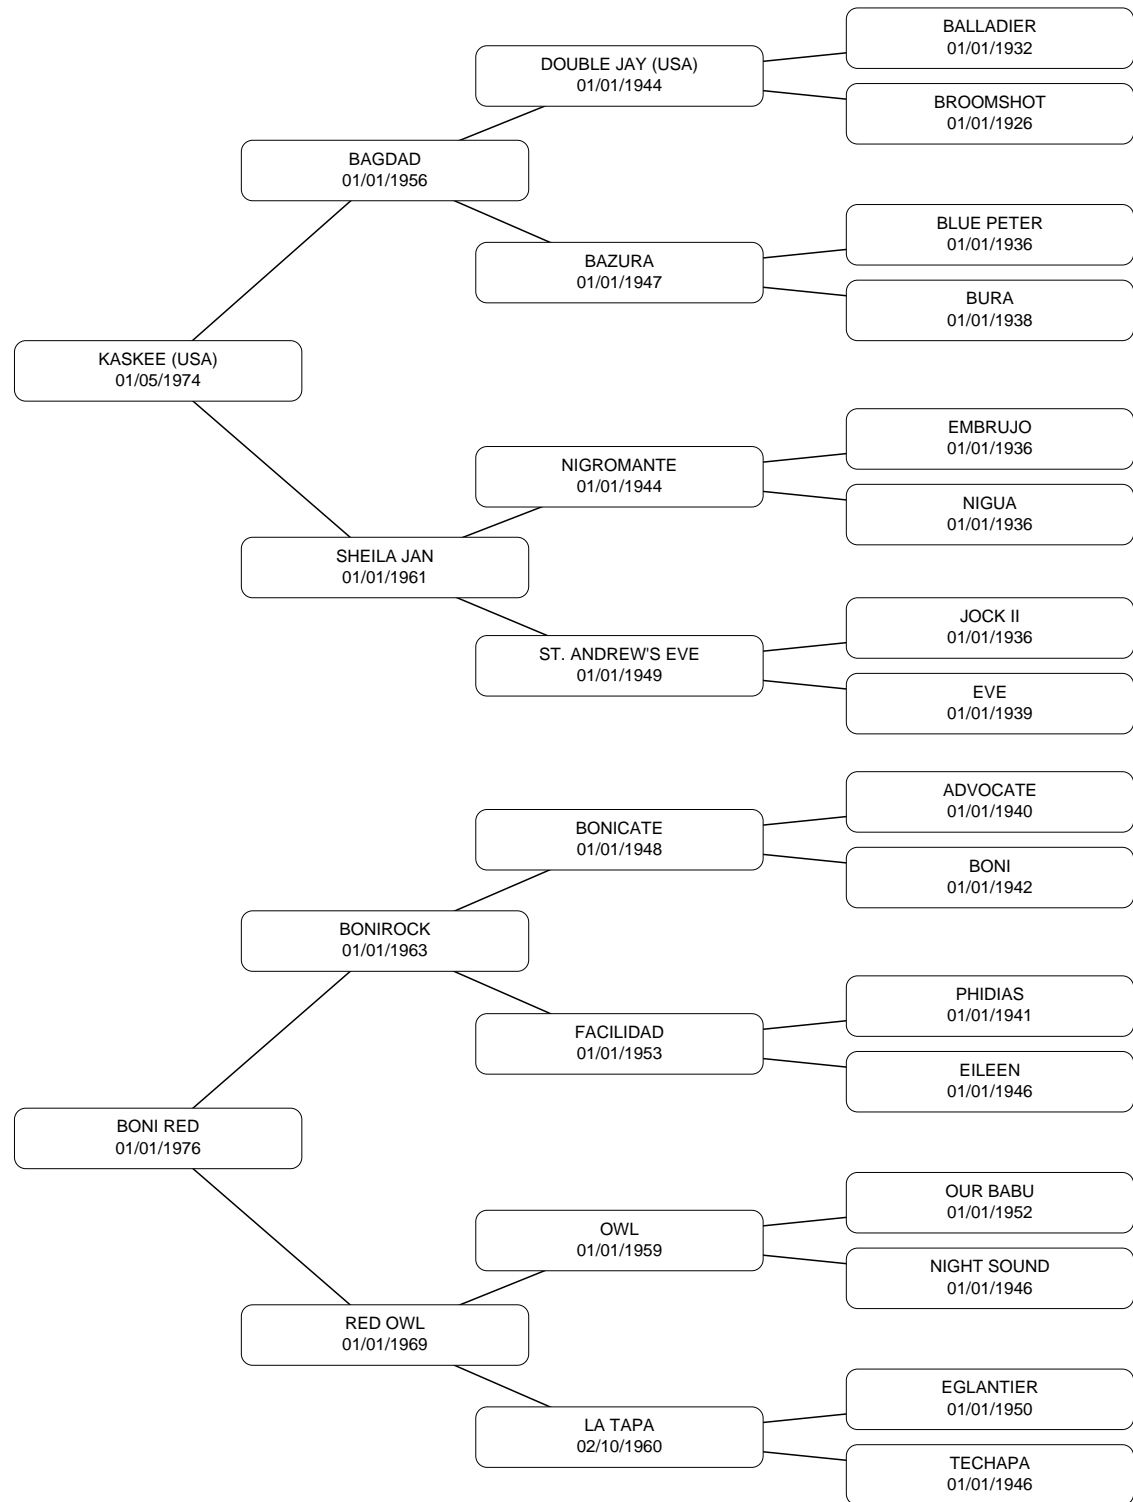 BALLADIER
01/01/1932
DOUBLE JAY (USA)
01/01/1944
BROOMSHOT
01/01/1926
BAGDAD
01/01/1956
BLUE PETER
01/01/1936
BAZURA
01/01/1947
BURA
01/01/1938
KASKEE (USA)
01/05/1974
EMBRUJO
01/01/1936
NIGROMANTE
01/01/1944
NIGUA
01/01/1936
SHEILA JAN
01/01/1961
JOCK II
01/01/1936
ST. ANDREW'S EVE
01/01/1949
EVE
01/01/1939
ADVOCATE
01/01/1940
BONICATE
01/01/1948
BONI
01/01/1942
BONIROCK
01/01/1963
PHIDIAS
01/01/1941
FACILIDAD
01/01/1953
EILEEN
01/01/1946
BONI RED
01/01/1976
OUR BABU
01/01/1952
OWL
01/01/1959
NIGHT SOUND
01/01/1946
RED OWL
01/01/1969
EGLANTIER
01/01/1950
LA TAPA
02/10/1960
TECHAPA
01/01/1946